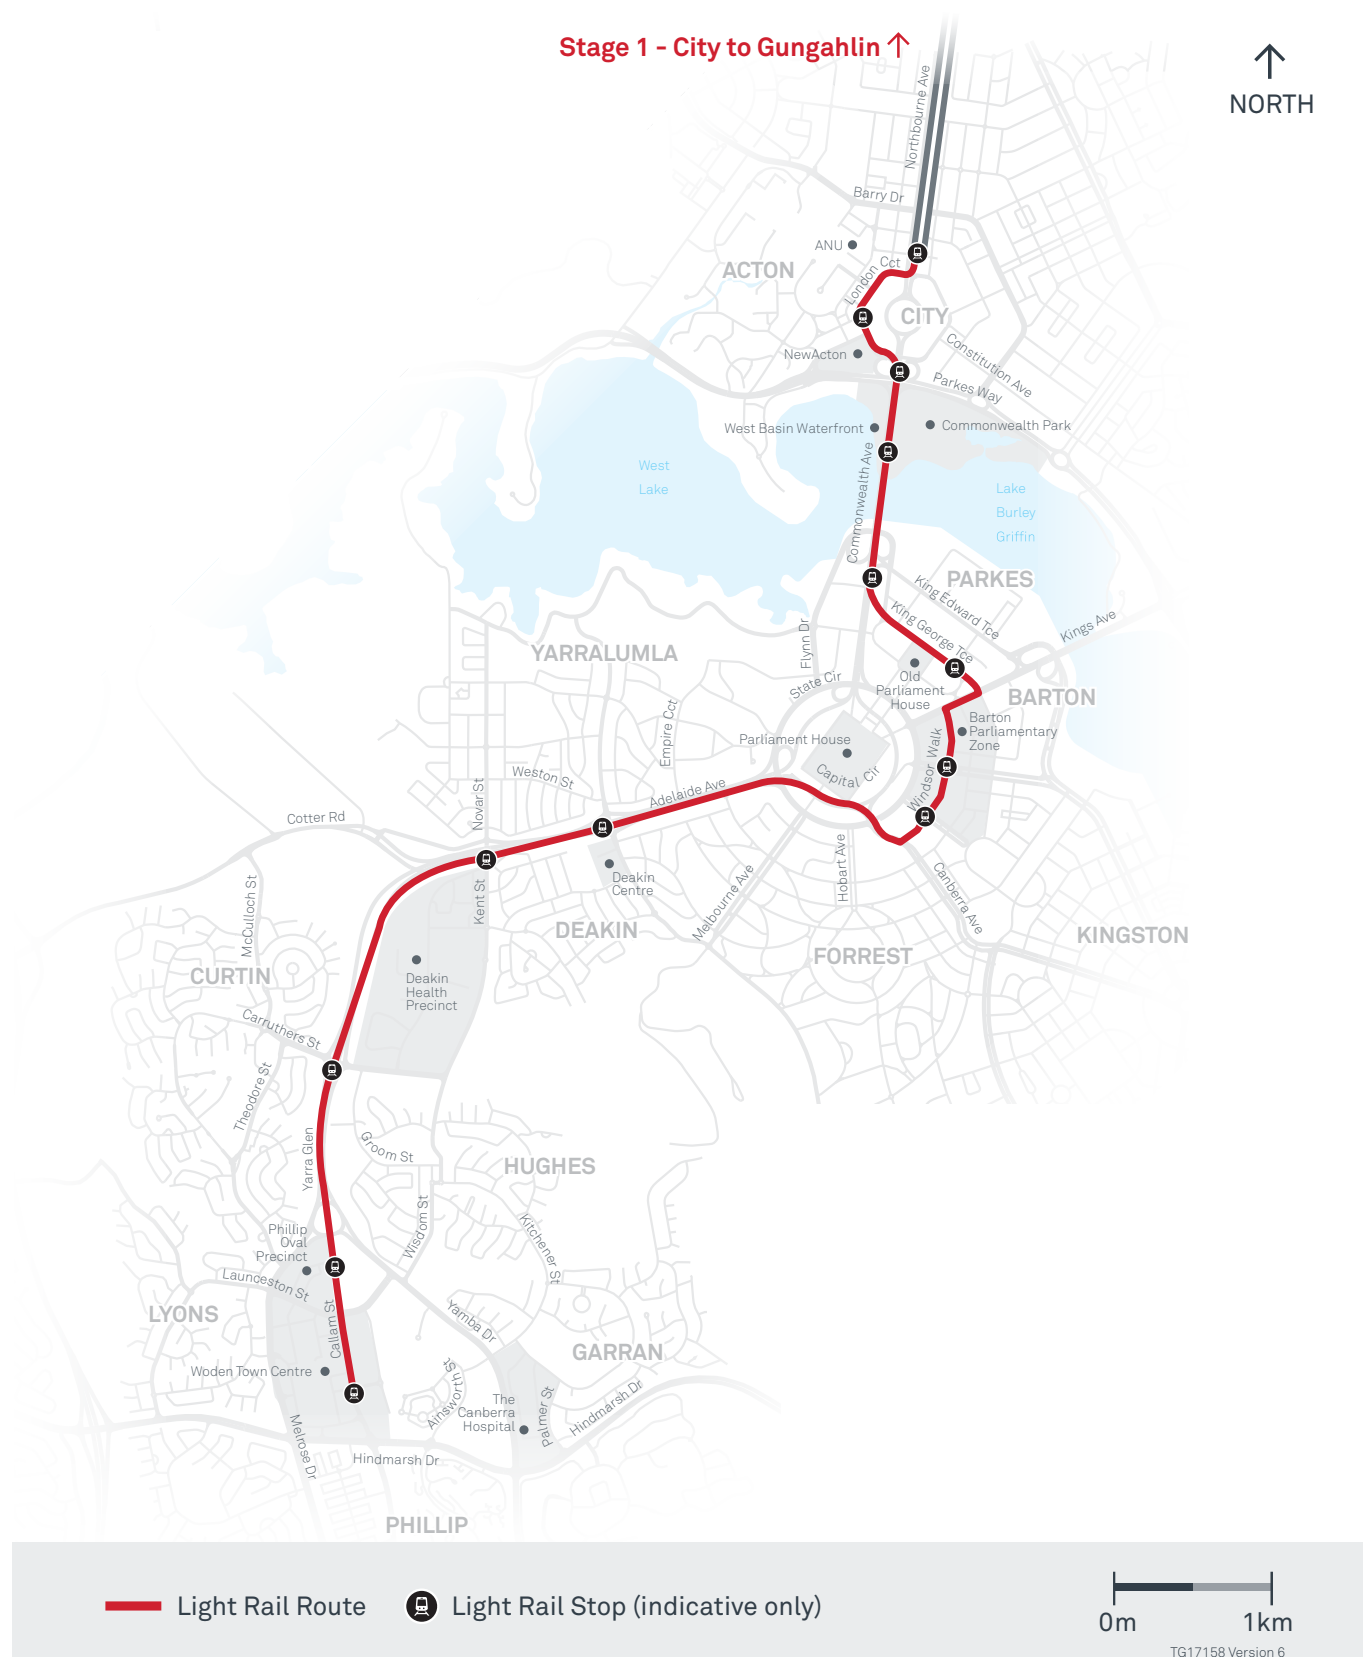 Stage 1 - City to Gungahlin
NORTH
Northbourne Ave
Barry Dr
ANU
ACTON
London Cct
CITY
NewActon
Constitution Ave
Parkes Way
West Basin Waterfront
Commonwealth Park
Commonwealth Ave
West
Lake
Lake
Burley
Griffin
PARKES
King Edward Tce
King George Tce
Kings Ave
Flynn Dr
YARRALUMLA
State Cir
Old
Parliament
House
BARTON
Barton
Parliamentary
Zone
Empire Cct
Parliament House
Capital Cir
Windsor Walk
Weston St
Adelaide Ave
Novar St
Cotter Rd
Deakin
Centre
Hobart Ave
Melbourne Ave
Canberra Ave
Kent St
McCulloch St
DEAKIN
KINGSTON
FORREST
CURTIN
Deakin
Health
Precinct
Carruthers St
Theodore St
Yarra Glen
Groom St
HUGHES
Wisdom St
Kitchener St
Phillip
Oval
Precinct
Launceston St
LYONS
Callam St
Yamba Dr
GARRAN
Woden Town Centre
Ainsworth St
The
Canberra
Hospital
Palmer St
Hindmarsh Dr
Melrose Dr
Hindmarsh Dr
PHILLIP
Light Rail Route
Light Rail Stop (indicative only)
0m
1km
TG17158 Version 6